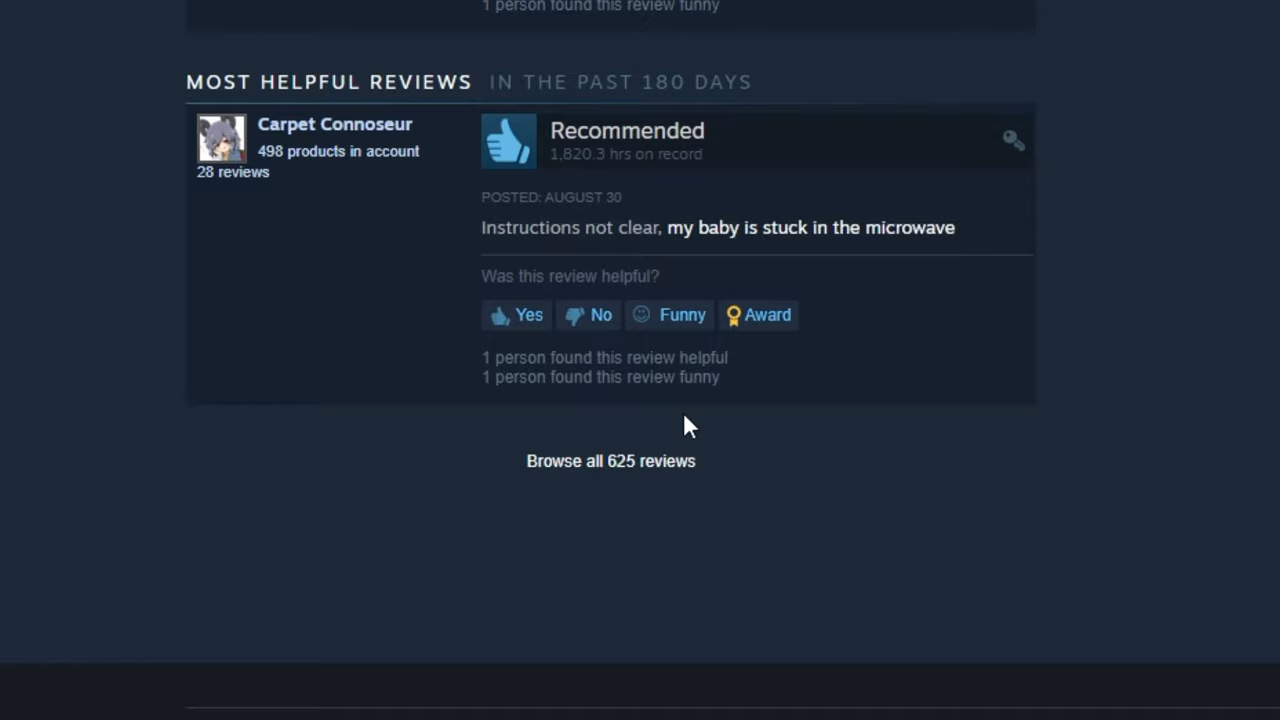 1 person found this review funny
MOST HELPFUL REVIEWS IN THE PAST 180 DAYS
Carpet Connoseur
498 products in account
28 reviews
Recommended
1,820.3 hrs on record
POSTED: AUGUST 30
Instructions not clear, my baby is stuck in the microwave
Was this review helpful?
Yes No Funny Award
1 person found this review helpful
1 person found this review funny
Browse all 625 reviews